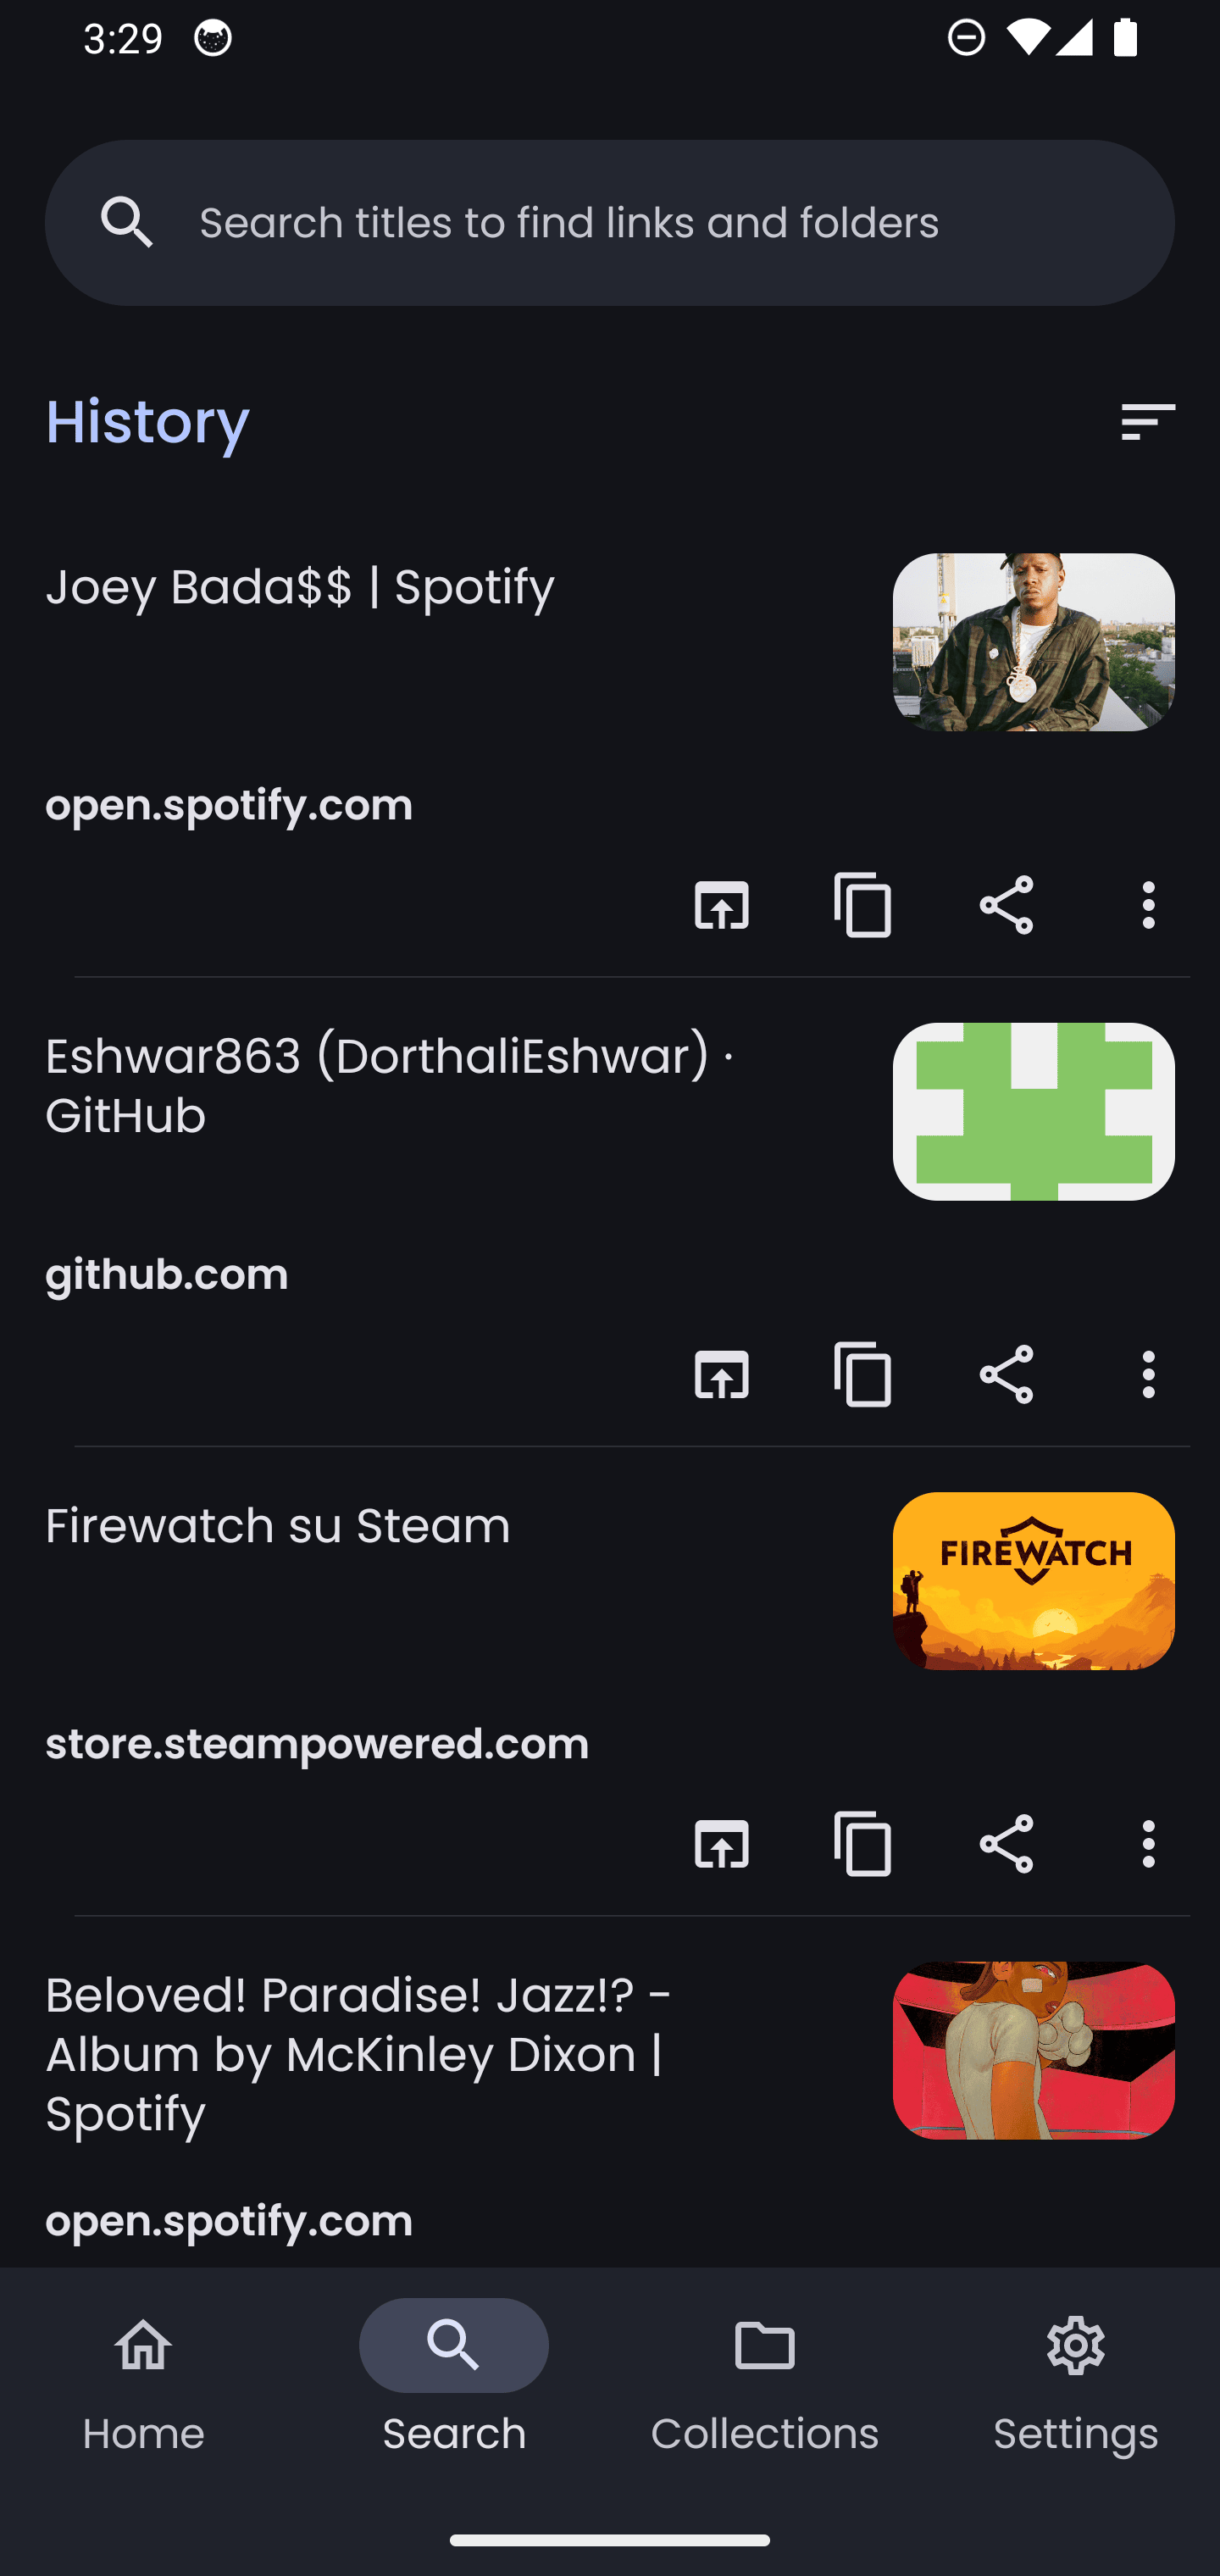 3:29
Search titles to find links and folders
History
Joey Bada$$ | Spotify
open.spotify.com
Eshwar863 (DorthaliEshwar) ·
GitHub
github.com
Firewatch su Steam
FIREWATCH
store.steampowered.com
Beloved! Paradise! Jazz!? -
Album by McKinley Dixon |
Spotify
open.spotify.com
Home
Search
Collections
Settings